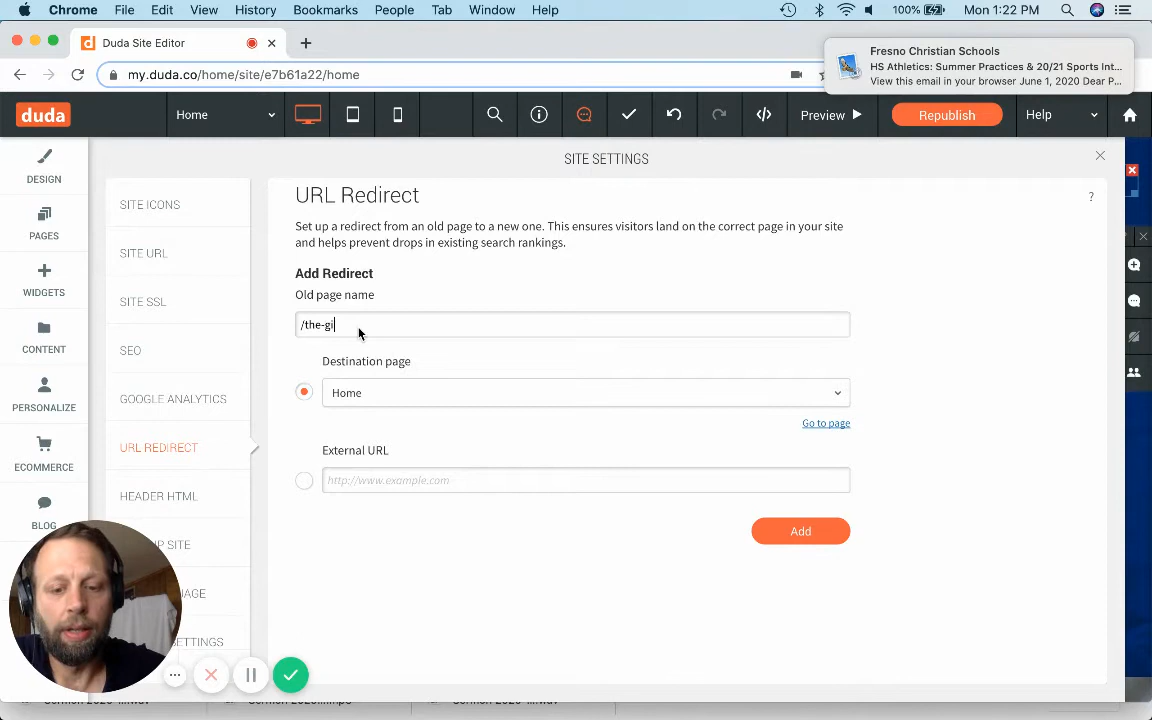 Chrome File Edit View History Bookmarks People Tab Window Help 100% Mon 1:22 PM
Duda Site Editor
my.duda.co/home/site/e7b61a22/home
Fresno Christian Schools
HS Athletics: Summer Practices & 20/21 Sports Int...
View this email in your browser June 1, 2020 Dear P...
duda Home Preview Republish Help
SITE SETTINGS
DESIGN
PAGES
WIDGETS
CONTENT
PERSONALIZE
ECOMMERCE
BLOG
SITE ICONS
SITE URL
SITE SSL
SEO
GOOGLE ANALYTICS
URL REDIRECT
HEADER HTML
SITE
SETTINGS
URL Redirect
?
Set up a redirect from an old page to a new one. This ensures visitors land on the correct page in your site
and helps prevent drops in existing search rankings.
Add Redirect
Old page name
/the-gi
Destination page
Home
Go to page
External URL
http://www.example.com
Add